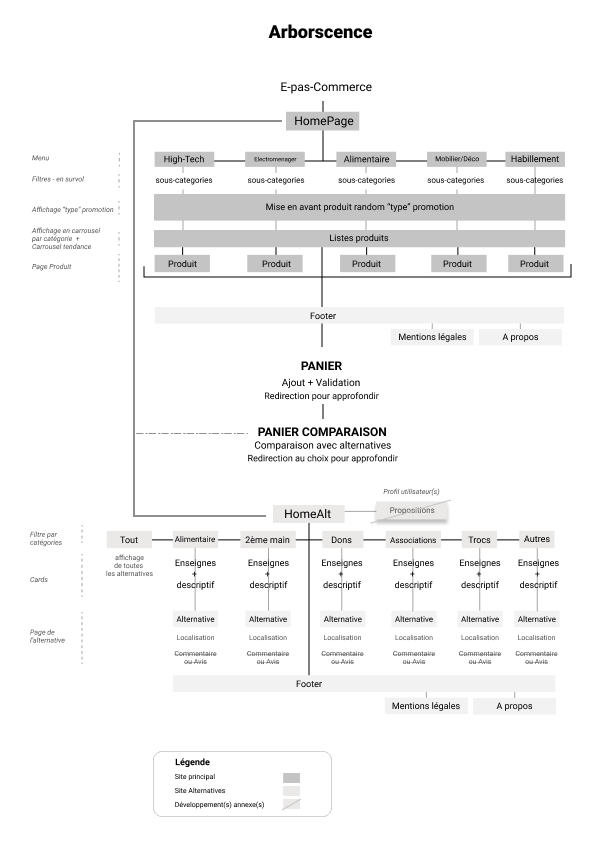 Arborscence
E-pas-Commerce
HomePage
Menu
High-Tech
Electromenager
Alimentaire
Mobilier/Déco
Habillement
Filtres - en survol
sous-categories
sous-categories
sous-categories
sous-categories
sous-categories
Affichage "type" promotion
Mise en avant produit random "type" promotion
Affichage en carrousel
par catégorie +
Carrousel tendance
Listes produits
Page Produit
Produit
Produit
Produit
Produit
Produit
Footer
Mentions légales
A propos
PANIER
Ajout + Validation
Redirection pour approfondir
PANIER COMPARAISON
Comparaison avec alternatives
Redirection au choix pour approfondir
Profil utilisateur(s)
HomeAlt
Propositions
Filtre par
catégories
Tout
Alimentaire
2ème main
Dons
Associations
Trocs
Autres
affichage
de toutes
les alternatives
Cards
Enseignes
+
descriptif
Enseignes
+
descriptif
Enseignes
+
descriptif
Enseignes
+
descriptif
Enseignes
+
descriptif
Enseignes
+
descriptif
Page de
l'alternative
Alternative
Alternative
Alternative
Alternative
Alternative
Alternative
Localisation
Localisation
Localisation
Localisation
Localisation
Localisation
Commentaire
ou Avis
Commentaire
ou Avis
Commentaire
ou Avis
Commentaire
ou Avis
Commentaire
ou Avis
Commentaire
ou Avis
Footer
Mentions légales
A propos
Légende
Site principal
Site Alternatives
Développement(s) annexe(s)